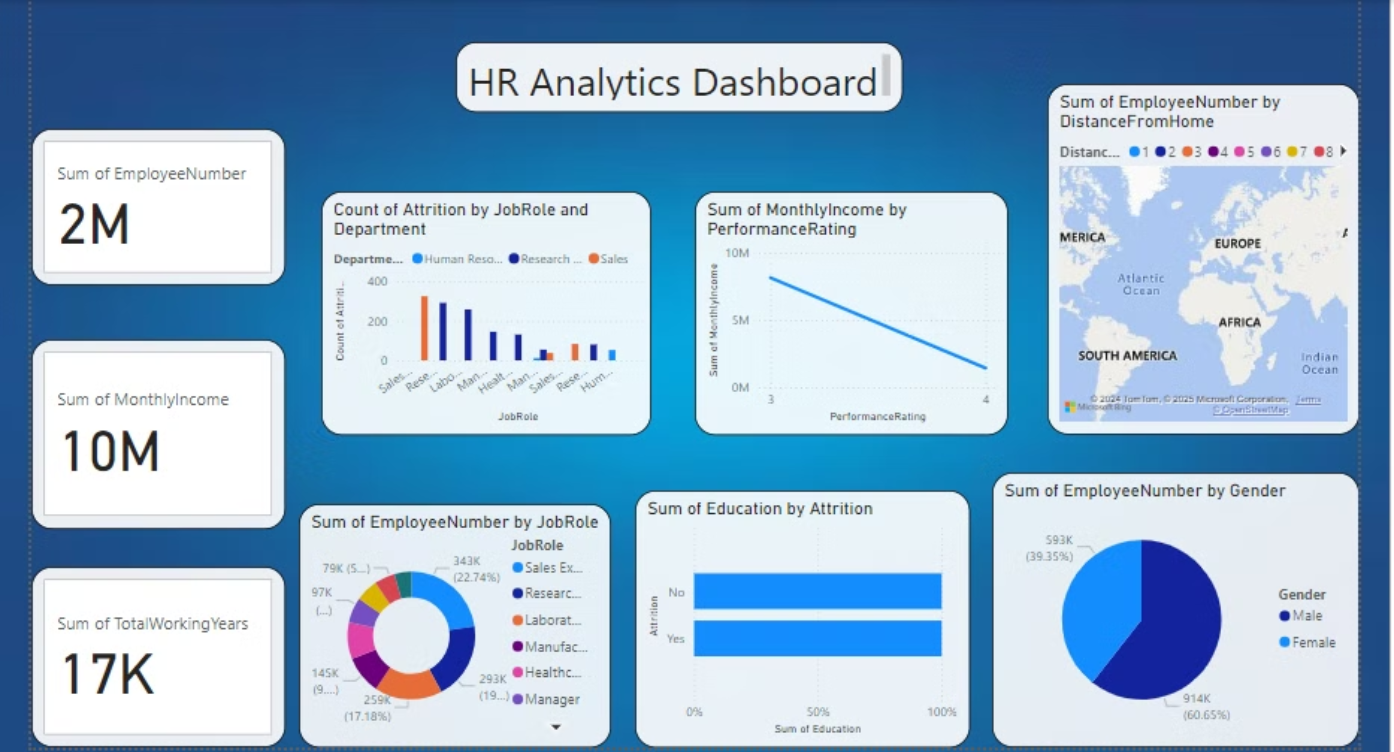 HR Analytics Dashboard
Sum of EmployeeNumber
2M
Sum of MonthlyIncome
10M
Sum of TotalWorkingYears
17K
Count of Attrition by JobRole and
Department
Departme... Human Reso... Research ... Sales
Count of Attriti...
400
200
0
Sales... Rese... Labo... Man... Healt... Man... Sales... Rese... Hum...
JobRole
Sum of MonthlyIncome by
PerformanceRating
Sum of MonthlyIncome
10M
5M
0M
3 4
PerformanceRating
Sum of EmployeeNumber by
DistanceFromHome
Distanc... 1 2 3 4 5 6 7 8
MERICA
EUROPE
Atlantic
Ocean
AFRICA
SOUTH AMERICA
Indian
Ocean
© 2024 TomTom, © 2025 Microsoft Corporation, Terms
Microsoft Bing
© OpenStreetMap
Sum of EmployeeNumber by JobRole
JobRole
Sales Ex...
Researc...
Laborat...
Manufac...
Healthc...
Manager
343K
(22.74%)
293K
(19...)
259K
(17.18%)
145K
(9....)
97K
(...)
79K (5...)
Sum of Education by Attrition
Attrition
No
Yes
0% 50% 100%
Sum of Education
Sum of EmployeeNumber by Gender
593K
(39.35%)
914K
(60.65%)
Gender
Male
Female